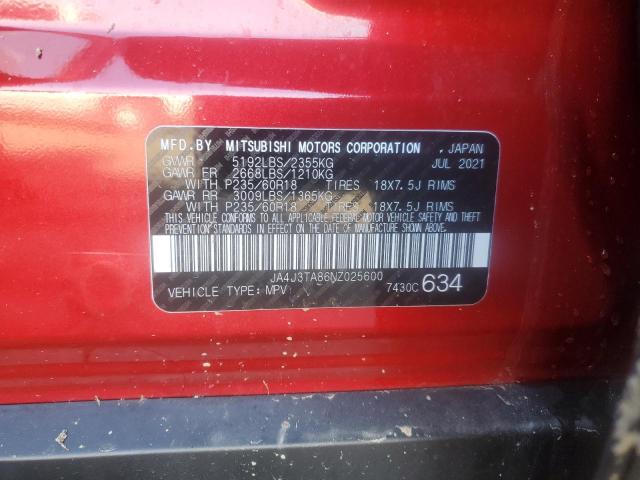 MFD.BY MITSUBISHI MOTORS CORPORATION , JAPAN
GVWR 5192LBS/2355KG JUL 2021
GAWR FR 2668LBS/1210KG
WITH P235/60R18 TIRES 18X7.5J RIMS
GAWR RR 3009LBS/1365KG
WITH P235/60R18 TIRES 18X7.5J RIMS
THIS VEHICLE CONFORMS TO ALL APPLICABLE FEDERAL MOTOR VEHICLE SAFETY AND THEFT
PREVENTION STANDARDS IN EFFECT ON THE DATE OF MANUFACTURE SHOWN ABOVE.
JA4J3TA86NZ025600
VEHICLE TYPE: MPV 7430C 634